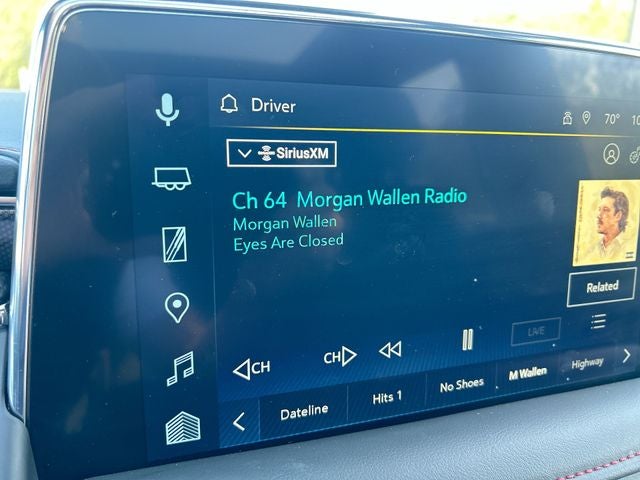 Driver
70°
10
SiriusXM
Ch 64 Morgan Wallen Radio
Morgan Wallen
Eyes Are Closed
Related
LIVE
CH CH
Dateline Hits 1 No Shoes M Wallen Highway